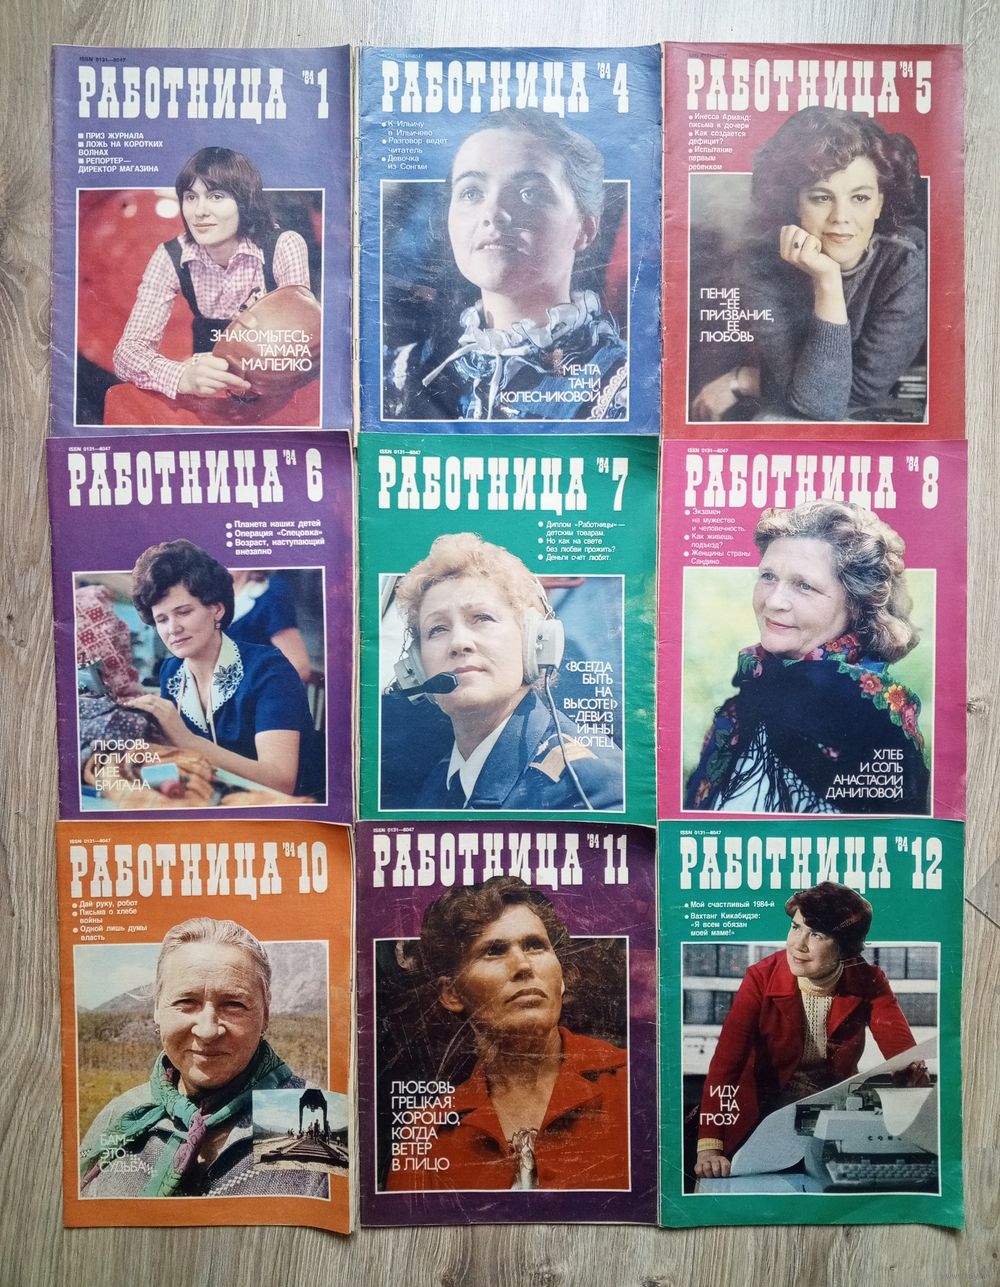 ISSN 0131—8047
РАБОТНИЦА '84 1
■ ПРИЗ ЖУРНАЛА
■ ЛОЖЬ НА КОРОТКИХ
ВОЛНАХ
■ РЕПОРТЕР—
ДИРЕКТОР МАГАЗИНА
ЗНАКОМЬТЕСЬ:
ТАМАРА
МАЛЕЙКО
РАБОТНИЦА '84 4
● К Ильичу
в Ильичево
● Разговор ведет
читатель
● Девочка
из Сонгми
МЕЧТА
ТАНИ
КОЛЕСНИКОВОЙ
РАБОТНИЦА '84 5
● Инесса Арманд:
письма к дочери
● Как создается
дефицит?
● Испытание
первым
ребенком
ПЕНИЕ
–ЕЕ
ПРИЗВАНИЕ,
ЕЕ
ЛЮБОВЬ
ISSN 0131—8047
РАБОТНИЦА '84 6
● Планета наших детей
● Операция «Спецовка»
● Возраст, наступающий
внезапно
ЛЮБОВЬ
ГОЛИКОВА
И ЕЕ
БРИГАДА
ISSN 0131—8047
РАБОТНИЦА '84 7
● Диплом «Работницы»—
детским товарам.
● Но как на свете
без любви прожить?
● Деньги счет любят.
«ВСЕГДА
БЫТЬ
НА
ВЫСОТЕ!»
–ДЕВИЗ
ИННЫ
КОПЕЦ
ISSN 0131—8047
РАБОТНИЦА '84 8
● Экзамен
на мужество
и человечность.
● Как живешь,
подъезд?
● Женщины страны
Сандино.
ХЛЕБ
И СОЛЬ
АНАСТАСИИ
ДАНИЛОВОЙ
ISSN 0131—8047
РАБОТНИЦА '84 10
● Дай руку, робот
● Письма о хлебе
войны
● Одной лишь думы
власть
БАМ–
ЭТО
СУДЬБА
ISSN 0131—8047
РАБОТНИЦА '84 11
ЛЮБОВЬ
ГРЕЦКАЯ:
ХОРОШО,
КОГДА
ВЕТЕР
В ЛИЦО
ISSN 0131—8047
РАБОТНИЦА '84 12
● Мой счастливый 1984-й
● Вахтанг Кикабидзе:
«Я всем обязан
моей маме!»
ИДУ
НА
ГРОЗУ